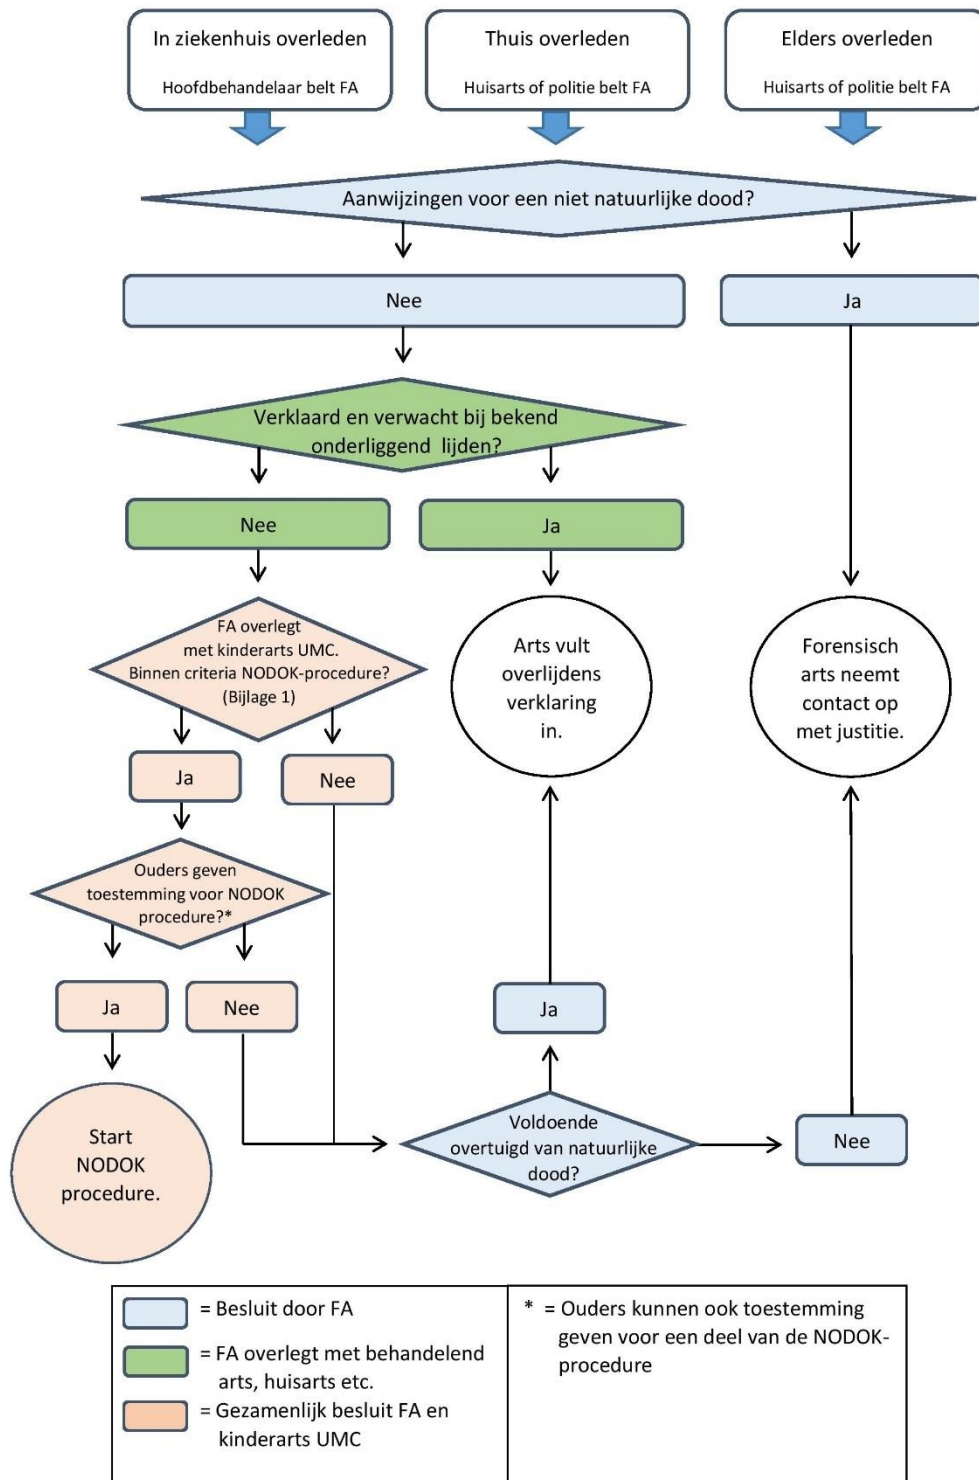 In ziekenhuis overleden
Hoofdbehandelaar belt FA
Thuis overleden
Huisarts of politie belt FA
Elders overleden
Huisarts of politie belt FA
Aanwijzingen voor een niet natuurlijke dood?
Nee
Ja
Verklaard en verwacht bij bekend
onderliggend lijden?
Nee
Ja
FA overlegt
met kinderarts UMC.
Binnen criteria NODOK-procedure?
(Bijlage 1)
Arts vult
overlijdens
verklaring
in.
Forensisch
arts neemt
contact op
met justitie.
Ja
Nee
Ouders geven
toestemming voor NODOK
procedure?*
Ja
Nee
Ja
Start
NODOK
procedure.
Voldoende
overtuigd van natuurlijke
dood?
Nee
= Besluit door FA
= FA overlegt met behandelend
arts, huisarts etc.
= Gezamenlijk besluit FA en
kinderarts UMC
* = Ouders kunnen ook toestemming
geven voor een deel van de NODOK-
procedure